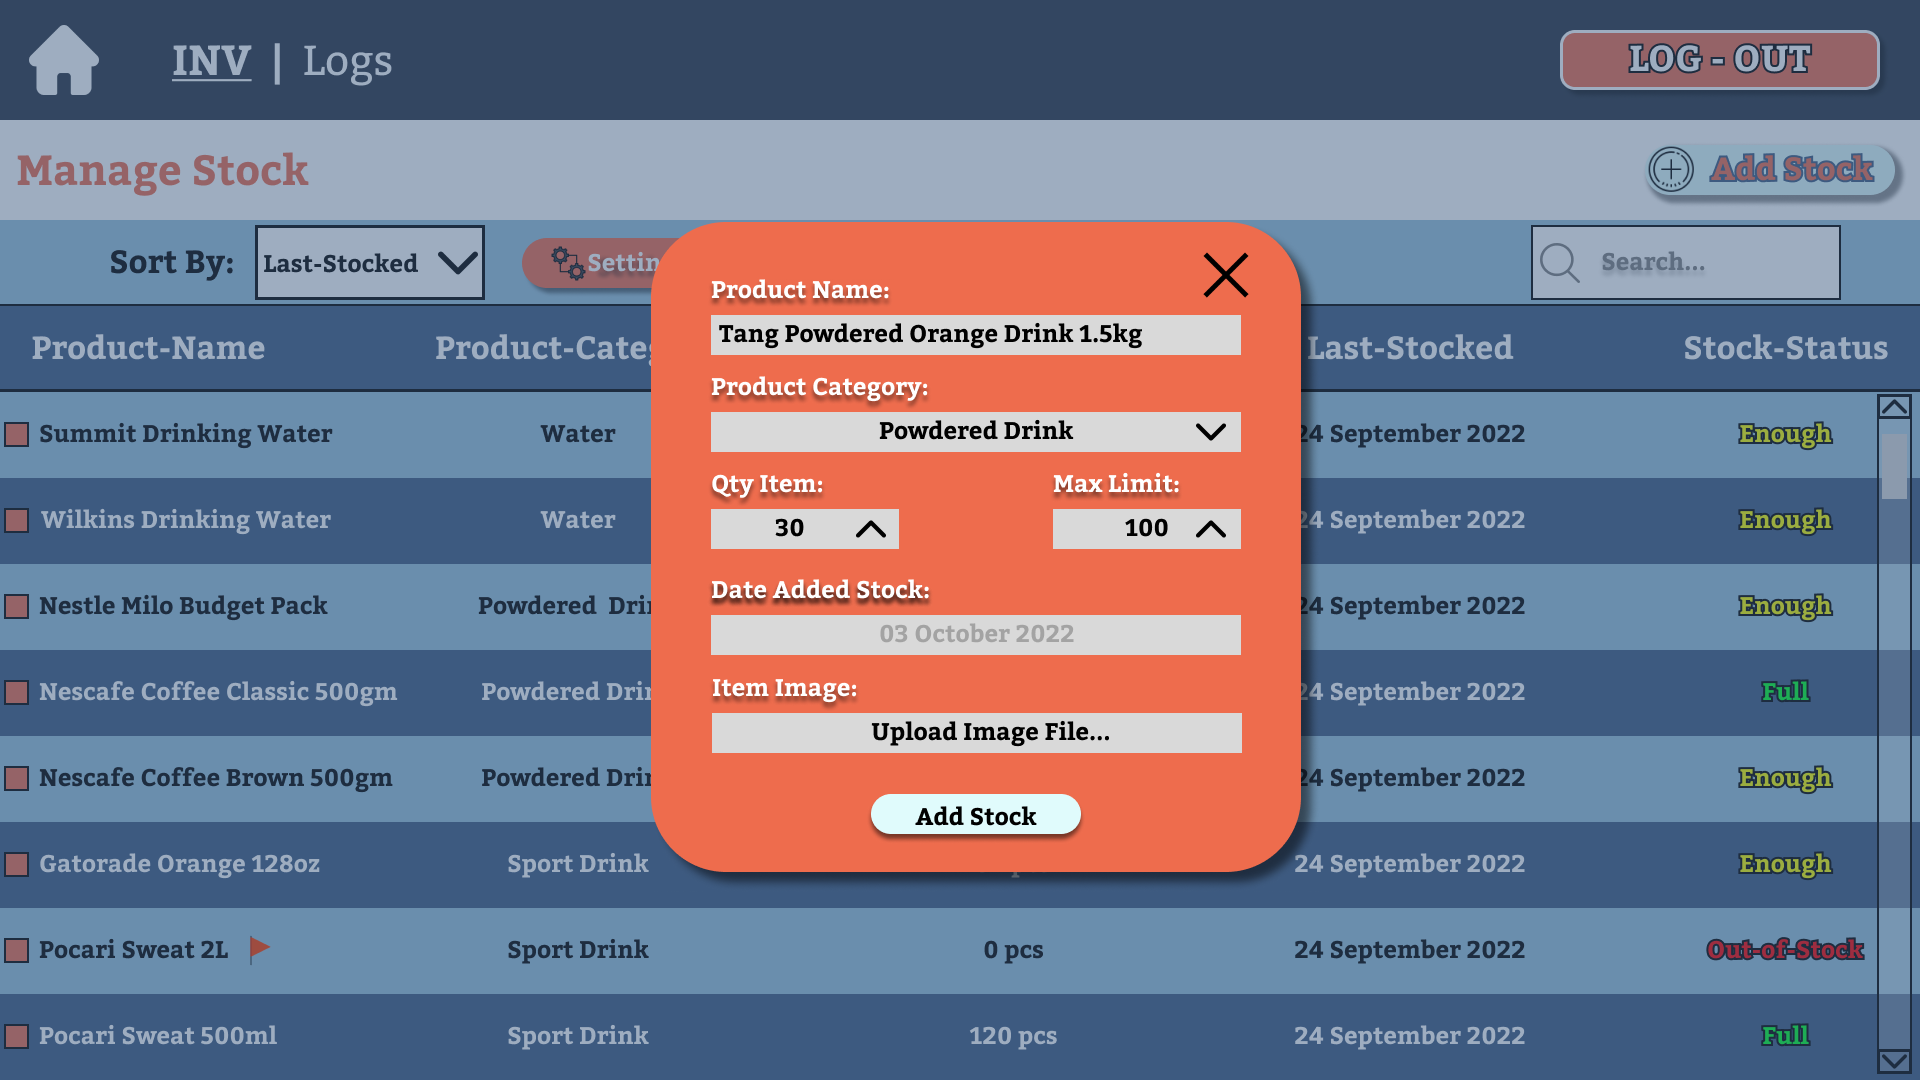 INV | Logs
LOG - OUT
Manage Stock
Add Stock
Sort By: Last-Stocked
Settin
Search...
Product-Name Product-Categ Last-Stocked Stock-Status
Summit Drinking Water Water 24 September 2022 Enough
Wilkins Drinking Water Water 24 September 2022 Enough
Nestle Milo Budget Pack Powdered Drin 24 September 2022 Enough
Nescafe Coffee Classic 500gm Powdered Drin 24 September 2022 Full
Nescafe Coffee Brown 500gm Powdered Drin 24 September 2022 Enough
Gatorade Orange 128oz Sport Drink 24 September 2022 Enough
Pocari Sweat 2L Sport Drink 0 pcs 24 September 2022 Out-of-Stock
Pocari Sweat 500ml Sport Drink 120 pcs 24 September 2022 Full
Product Name:
Tang Powdered Orange Drink 1.5kg
Product Category:
Powdered Drink
Qty Item: Max Limit:
30 100
Date Added Stock:
03 October 2022
Item Image:
Upload Image File...
Add Stock